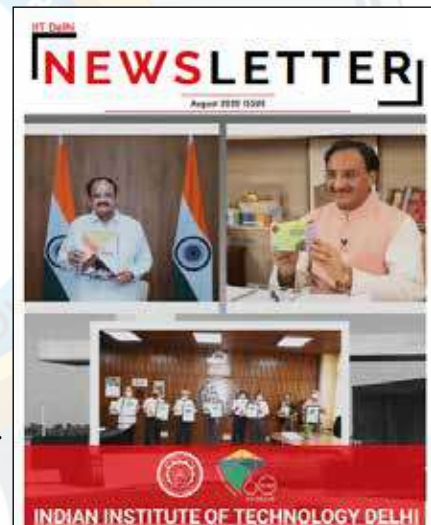 IIT Delhi
NEWSLETTER
August 2020 ISSUE
INDIAN INSTITUTE OF TECHNOLOGY DELHI